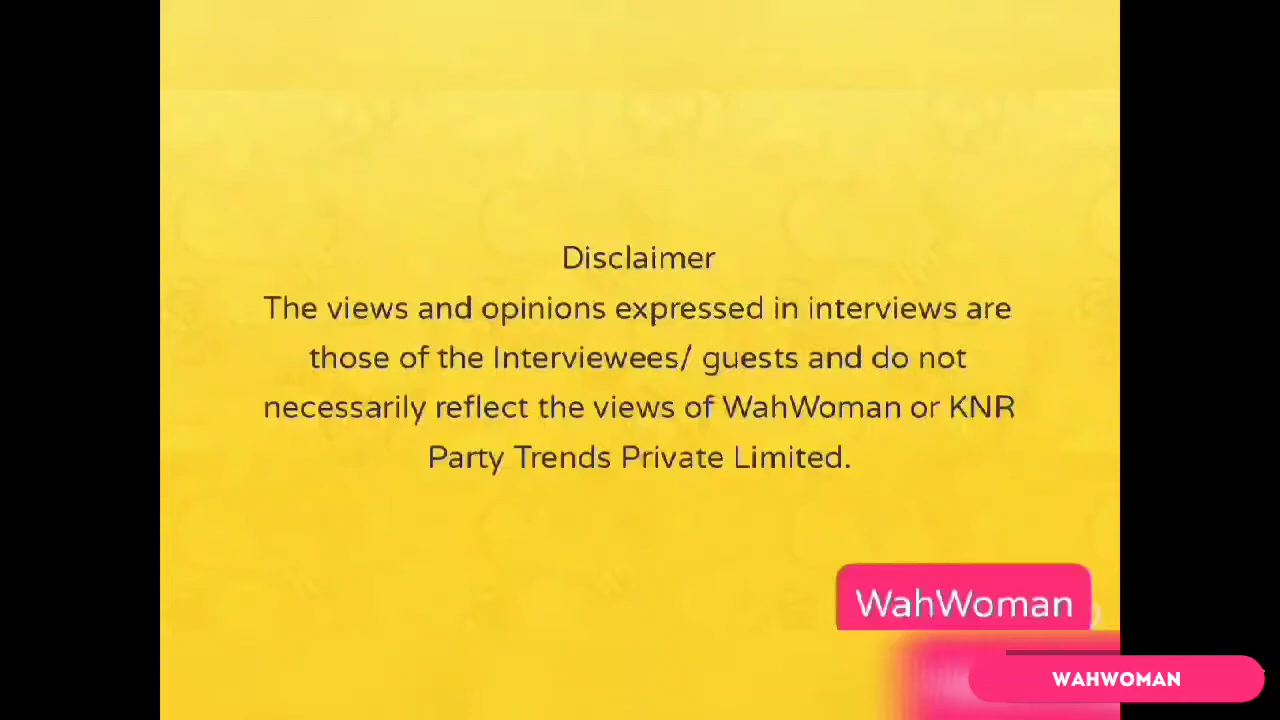 Disclaimer
The views and opinions expressed in interviews are
those of the Interviewees/ guests and do not
necessarily reflect the views of WahWoman or KNR
Party Trends Private Limited.
WahWoman
WAHWOMAN